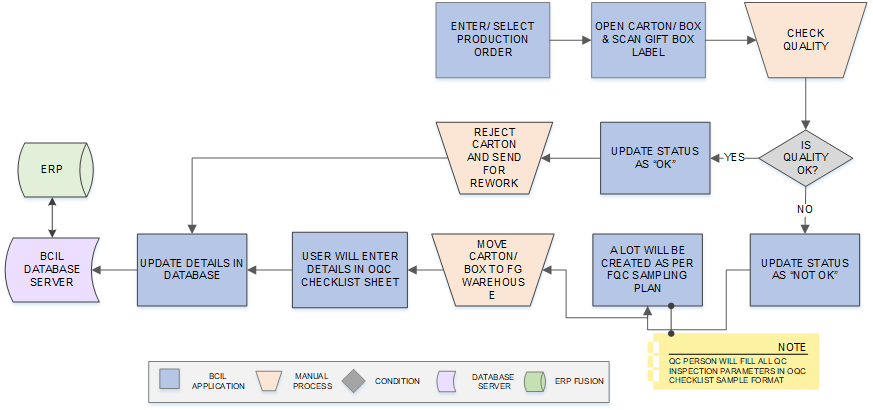 ENTER/ SELECT
PRODUCTION
ORDER
OPEN CARTON/ BOX
& SCAN GIFT BOX
LABEL
CHECK
QUALITY
REJECT
CARTON
AND SEND
FOR
REWORK
UPDATE STATUS
AS “OK”
YES
IS
QUALITY
OK?
NO
ERP
BCIL
DATABASE
SERVER
UPDATE DETAILS IN
DATABASE
USER WILL ENTER
DETAILS IN OQC
CHECKLIST SHEET
MOVE
CARTON/
BOX TO FG
WAREHOUS
E
A LOT WILL BE
CREATED AS PER
FQC SAMPLING
PLAN
UPDATE STATUS
AS “NOT OK”
NOTE
QC PERSON WILL FILL ALL QC
INSPECTION PARAMETERS IN OQC
CHECKLIST SAMPLE FORMAT
BCIL
APPLICATION
MANUAL
PROCESS
CONDITION
DATABASE
SERVER
ERP FUSION